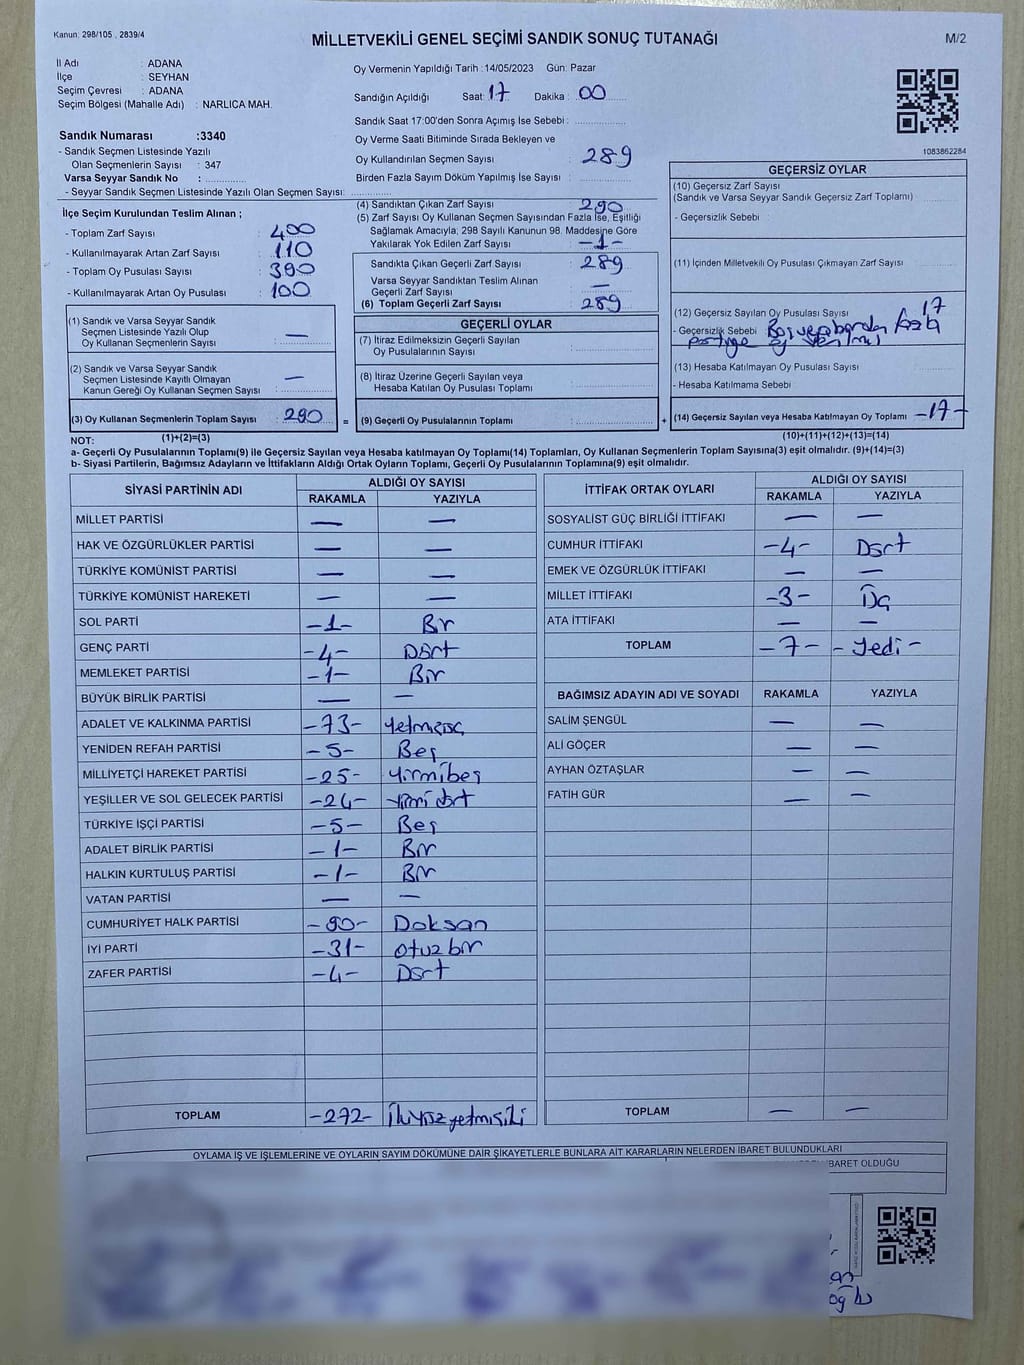 Kanun: 298/105 , 2839/4
MİLLETVEKİLİ GENEL SEÇİMİ SANDIK SONUÇ TUTANAĞI
M/2
İl Adı : ADANA
İlçe : SEYHAN
Seçim Çevresi : ADANA
Seçim Bölgesi (Mahalle Adı) : NARLICA MAH.
Sandık Numarası :3340
- Sandık Seçmen Listesinde Yazılı
Olan Seçmenlerin Sayısı : 347
Varsa Seyyar Sandık No :
- Seyyar Sandık Seçmen Listesinde Yazılı Olan Seçmen Sayısı:
Oy Vermenin Yapıldığı Tarih :14/05/2023 Gün: Pazar
Sandığın Açıldığı Saat: 17 Dakika : 00
Sandık Saat 17:00'den Sonra Açımış İse Sebebi :
Oy Verme Saati Bitiminde Sırada Bekleyen ve
Oy Kullandırılan Seçmen Sayısı 289
Birden Fazla Sayım Döküm Yapılmış İse Sayısı :
1083862284
İlçe Seçim Kurulundan Teslim Alınan ;
- Toplam Zarf Sayısı : 400
- Kullanılmayarak Artan Zarf Sayısı : 110
- Toplam Oy Pusulası Sayısı : 390
- Kullanılmayarak Artan Oy Pusulası : 100
(4) Sandıktan Çıkan Zarf Sayısı 290
(5) Zarf Sayısı Oy Kullanan Seçmen Sayısından Fazla İse, Eşitliği
Sağlamak Amacıyla; 298 Sayılı Kanunun 98. Maddesine Göre
Yakılarak Yok Edilen Zarf Sayısı -1-
Sandıkta Çıkan Geçerli Zarf Sayısı : 289
Varsa Seyyar Sandıktan Teslim Alınan
Geçerli Zarf Sayısı : —
(6) Toplam Geçerli Zarf Sayısı : 289
GEÇERSİZ OYLAR
(10) Geçersiz Zarf Sayısı
(Sandık ve Varsa Seyyar Sandık Geçersiz Zarf Toplamı)
- Geçersizlik Sebebi :
(11) İçinden Milletvekili Oy Pusulası Çıkmayan Zarf Sayısı
(12) Geçersiz Sayılan Oy Pusulası Sayısı : 17
- Geçersizlik Sebebi Boş veya birden fazla
partiye oy verilmiş
(13) Hesaba Katılmayan Oy Pusulası Sayısı :
- Hesaba Katılmama Sebebi
(14) Geçersiz Sayılan veya Hesaba Katılmayan Oy Toplamı -17-
(10)+(11)+(12)+(13)=(14)
(1) Sandık ve Varsa Seyyar Sandık
Seçmen Listesinde Yazılı Olup
Oy Kullanan Seçmenlerin Sayısı : —
(2) Sandık ve Varsa Seyyar Sandık
Seçmen Listesinde Kayıtlı Olmayan
Kanun Gereği Oy Kullanan Seçmen Sayısı : —
(3) Oy Kullanan Seçmenlerin Toplam Sayısı : 290 =
(1)+(2)=(3)
GEÇERLİ OYLAR
(7) İtiraz Edilmeksizin Geçerli Sayılan
Oy Pusulalarının Sayısı :
(8) İtiraz Üzerine Geçerli Sayılan veya
Hesaba Katılan Oy Pusulası Toplamı :
(9) Geçerli Oy Pusulalarının Toplamı : +
NOT:
a- Geçerli Oy Pusulalarının Toplamı(9) ile Geçersiz Sayılan veya Hesaba katılmayan Oy Toplamı(14) Toplamları, Oy Kullanan Seçmenlerin Toplam Sayısına(3) eşit olmalıdır. (9)+(14)=(3)
b- Siyasi Partilerin, Bağımsız Adayların ve İttifakların Aldığı Ortak Oyların Toplamı, Geçerli Oy Pusulalarının Toplamına(9) eşit olmalıdır.
SİYASİ PARTİNİN ADI ALDIĞI OY SAYISI
RAKAMLA YAZIYLA
MİLLET PARTİSİ — —
HAK VE ÖZGÜRLÜKLER PARTİSİ — —
TÜRKİYE KOMÜNİST PARTİSİ — —
TÜRKİYE KOMÜNİST HAREKETİ — —
SOL PARTİ -1- Bir
GENÇ PARTİ -4- Dört
MEMLEKET PARTİSİ -1- Bir
BÜYÜK BİRLİK PARTİSİ — —
ADALET VE KALKINMA PARTİSİ -73- Yetmişüç
YENİDEN REFAH PARTİSİ -5- Beş
MİLLİYETÇİ HAREKET PARTİSİ -25- Yirmibeş
YEŞİLLER VE SOL GELECEK PARTİSİ -24- Yirmi dört
TÜRKİYE İŞÇİ PARTİSİ -5- Beş
ADALET BİRLİK PARTİSİ -1- Bir
HALKIN KURTULUŞ PARTİSİ -1- Bir
VATAN PARTİSİ — —
CUMHURİYET HALK PARTİSİ -90- Doksan
İYİ PARTİ -31- otuz bir
ZAFER PARTİSİ -4- Dört
TOPLAM -272- İkiyüzyetmişiki
İTTİFAK ORTAK OYLARI ALDIĞI OY SAYISI
RAKAMLA YAZIYLA
SOSYALİST GÜÇ BİRLİĞİ İTTİFAKI — —
CUMHUR İTTİFAKI -4- Dört
EMEK VE ÖZGÜRLÜK İTTİFAKI — —
MİLLET İTTİFAKI -3- Üç
ATA İTTİFAKI — —
TOPLAM -7- -Yedi-
BAĞIMSIZ ADAYIN ADI VE SOYADI RAKAMLA YAZIYLA
SALİM ŞENGÜL — —
ALİ GÖÇER — —
AYHAN ÖZTAŞLAR — —
FATİH GÜR — —
TOPLAM — —
OYLAMA İŞ VE İŞLEMLERİNE VE OYLARIN SAYIM DÖKÜMÜNE DAİR ŞİKAYETLERLE BUNLARA AİT KARARLARIN NELERDEN İBARET BULUNDUKLARI
BARET OLDUĞU